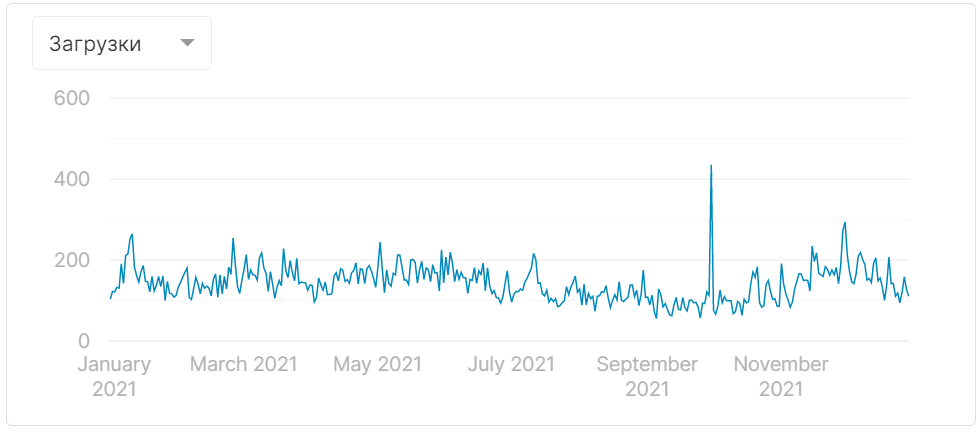 Загрузки
600
400
200
0
January
2021
March 2021
May 2021
July 2021
September
2021
November
2021